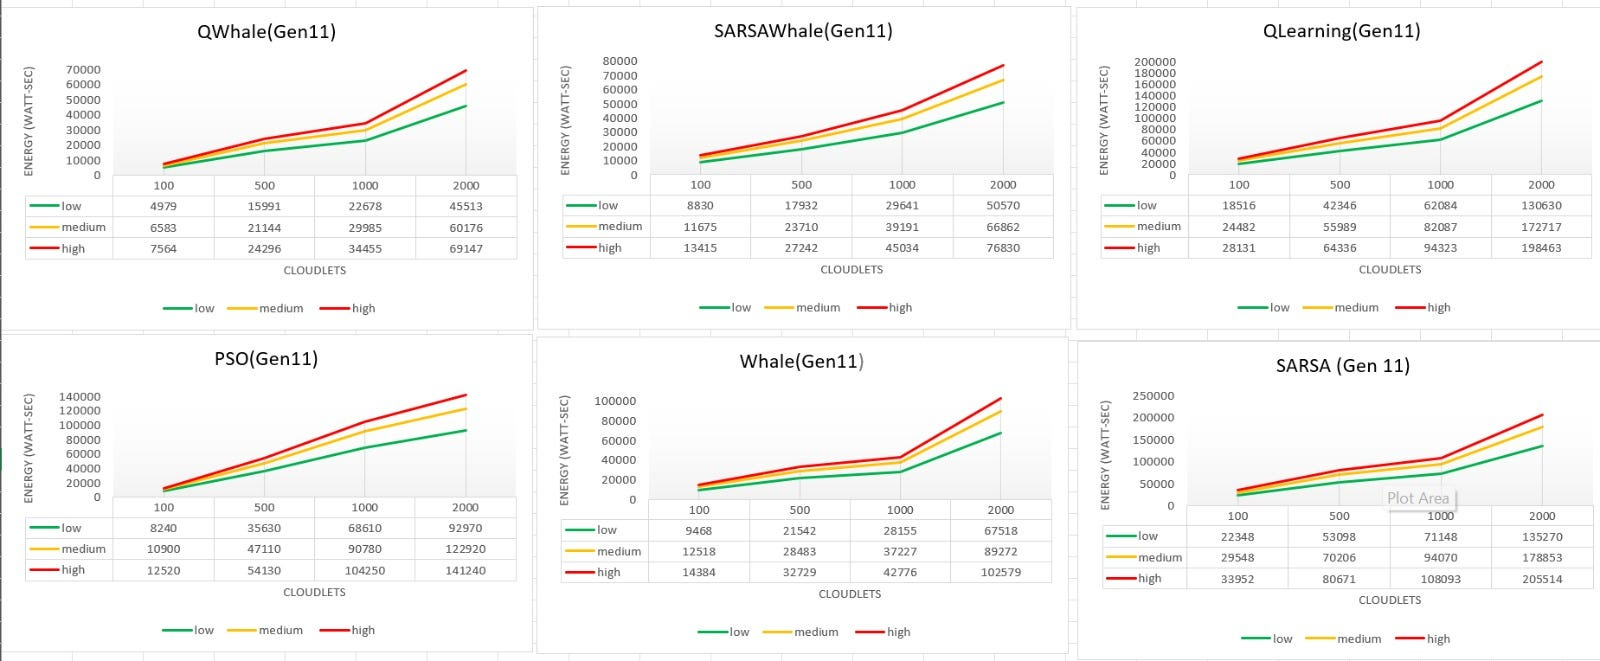 QWhale(Gen11)
ENERGY (WATT-SEC)
70000
60000
50000
40000
30000
20000
10000
0
100 500 1000 2000
low 4979 15991 22678 45513
medium 6583 21144 29985 60176
high 7564 24296 34455 69147
CLOUDLETS
low medium high
SARSAWhale(Gen11)
ENERGY (WATT-SEC)
80000
70000
60000
50000
40000
30000
20000
10000
0
100 500 1000 2000
low 8830 17932 29641 50570
medium 11675 23710 39191 66862
high 13415 27242 45034 76830
CLOUDLETS
low medium high
QLearning(Gen11)
ENERGY (WATT-SEC)
200000
180000
160000
140000
120000
100000
80000
60000
40000
20000
0
100 500 1000 2000
low 18516 42346 62084 130630
medium 24482 55989 82087 172717
high 28131 64336 94323 198463
CLOUDLETS
low medium high
PSO(Gen11)
ENERGY (WATT-SEC)
140000
120000
100000
80000
60000
40000
20000
0
100 500 1000 2000
low 8240 35630 68610 92970
medium 10900 47110 90780 122920
high 12520 54130 104250 141240
CLOUDLETS
low medium high
Whale(Gen11)
ENERGY (WATT-SEC)
100000
80000
60000
40000
20000
0
100 500 1000 2000
low 9468 21542 28155 67518
medium 12518 28483 37227 89272
high 14384 32729 42776 102579
CLOUDLETS
low medium high
SARSA (Gen 11)
ENERGY (WATT-SEC)
250000
200000
150000
100000
50000
0
Plot Area
100 500 1000 2000
low 22348 53098 71148 135270
medium 29548 70206 94070 178853
high 33952 80671 108093 205514
CLOUDLETS
low medium high